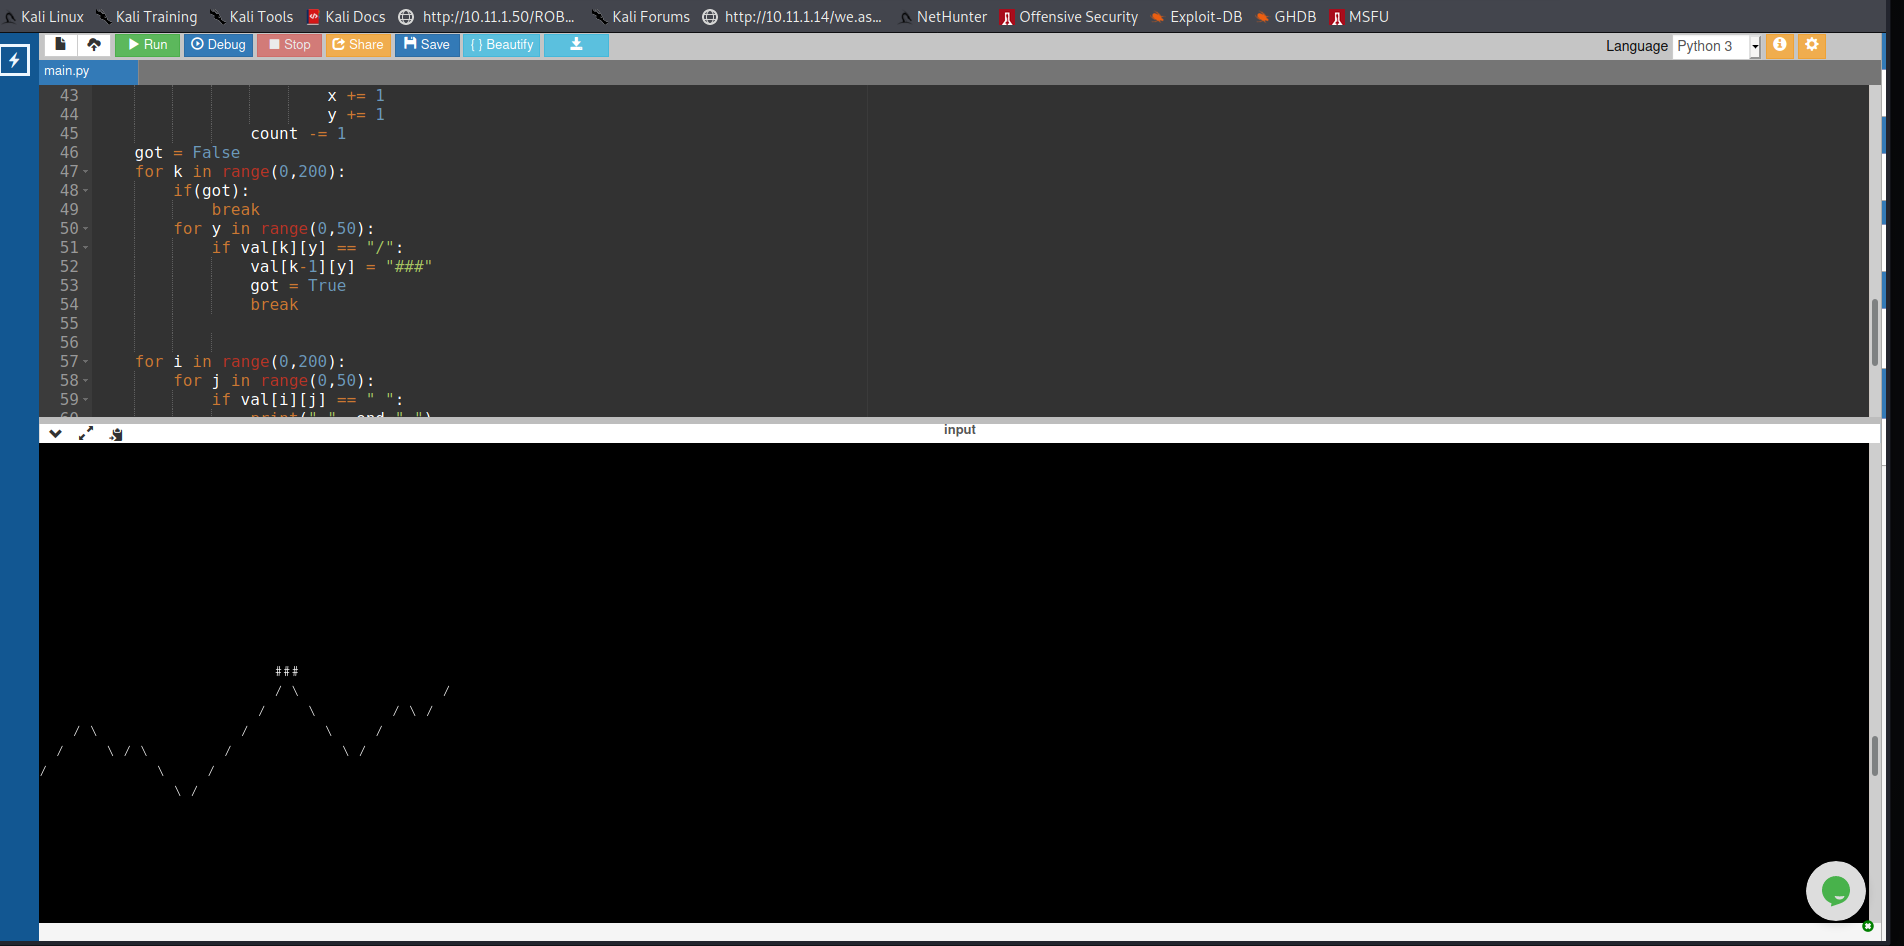 Kali Linux Kali Training Kali Tools Kali Docs http://10.11.1.50/ROB... Kali Forums http://10.11.1.14/we.as... NetHunter Offensive Security Exploit-DB GHDB MSFU
Run Debug Stop Share Save { } Beautify Language Python 3
main.py
43 x += 1
44 y += 1
45 count -= 1
46 got = False
47 for k in range(0,200):
48 if(got):
49 break
50 for y in range(0,50):
51 if val[k][y] == "/":
52 val[k-1][y] = "###"
53 got = True
54 break
55
56
57 for i in range(0,200):
58 for j in range(0,50):
59 if val[i][j] == " ":
input
###
/ \ /
/ \ / \ /
/ \ / \ /
/ \ / \ / \ /
/ \ /
\ /